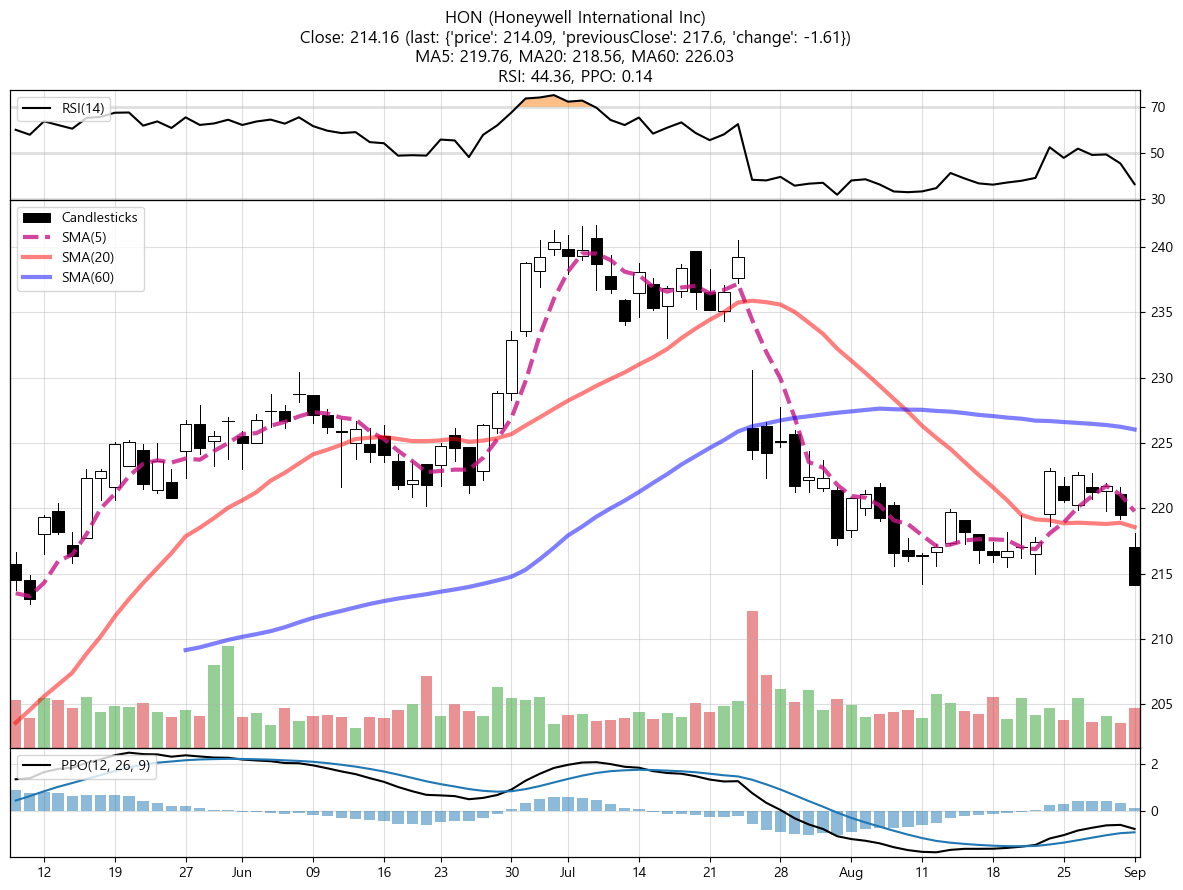 HON (Honeywell International Inc)
Close: 214.16 (last: {'price': 214.09, 'previousClose': 217.6, 'change': -1.61})
MA5: 219.76, MA20: 218.56, MA60: 226.03
RSI: 44.36, PPO: 0.14
RSI(14)
70
50
30
Candlesticks
SMA(5)
SMA(20)
SMA(60)
240
235
230
225
220
215
210
205
PPO(12, 26, 9)
2
0
12 19 27 Jun 09 16 23 30 Jul 07 14 21 28 Aug 11 18 25 Sep